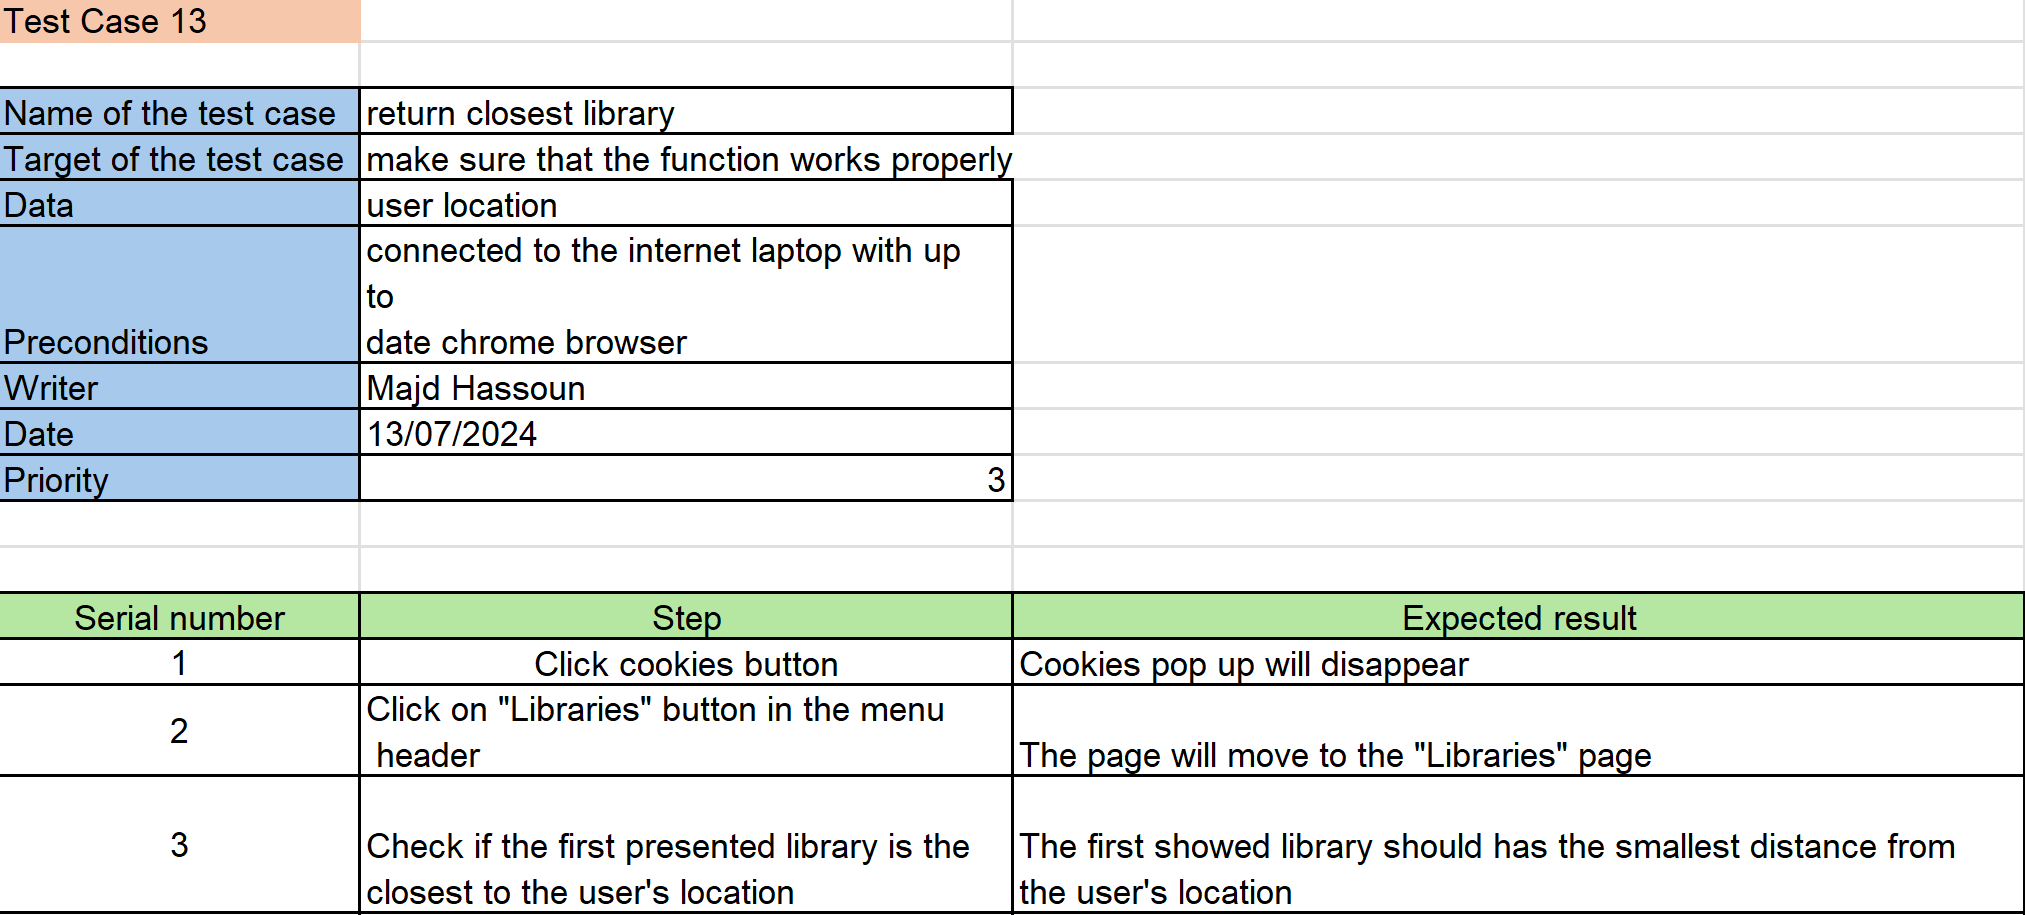 Test Case 13
Name of the test case return closest library
Target of the test case make sure that the function works properly
Data user location
connected to the internet laptop with up
to
Preconditions date chrome browser
Writer Majd Hassoun
Date 13/07/2024
Priority 3
Serial number Step Expected result
1 Click cookies button Cookies pop up will disappear
2 Click on "Libraries" button in the menu
header The page will move to the "Libraries" page
3 Check if the first presented library is the The first showed library should has the smallest distance from
closest to the user's location the user's location